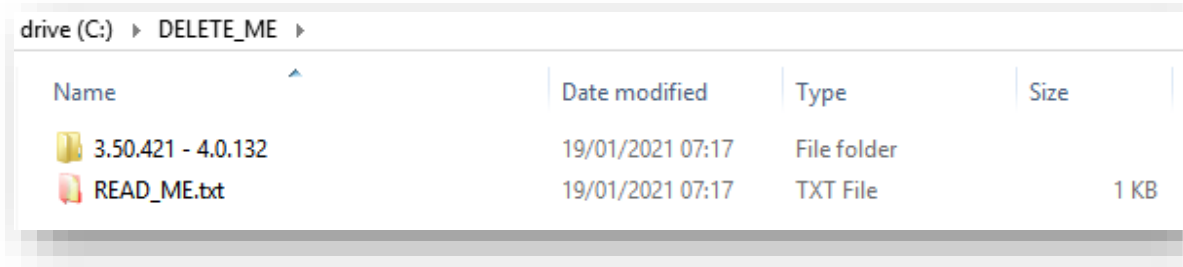 drive (C:) DELETE_ME
Name Date modified Type Size
3.50.421 - 4.0.132 19/01/2021 07:17 File folder
READ_ME.txt 19/01/2021 07:17 TXT File 1 KB